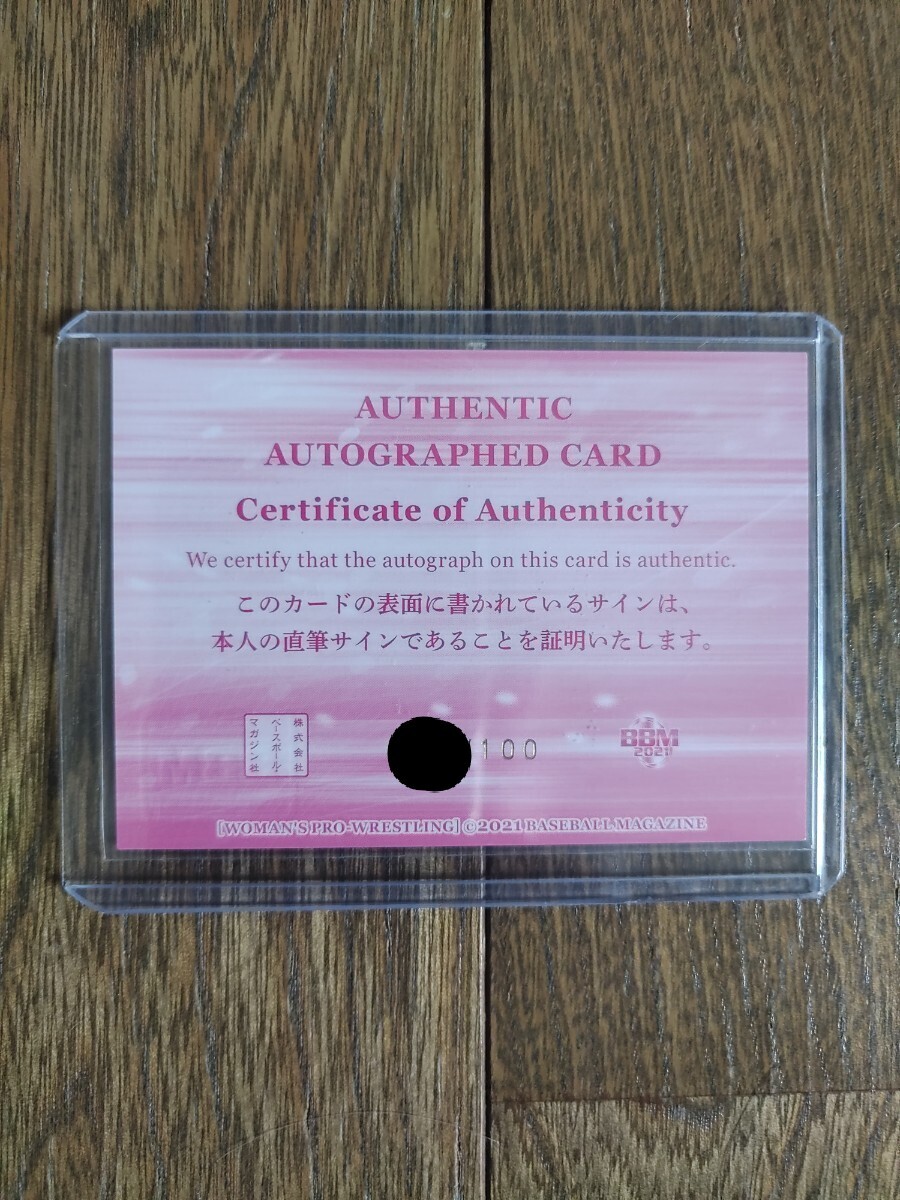 AUTHENTIC
AUTOGRAPHED CARD
Certificate of Authenticity
We certify that the autograph on this card is authentic.
このカードの表面に書かれているサインは、
本人の直筆サインであることを証明いたします。
株式会社
ベースボール・
マガジン社
100
BBM
2021
[WOMAN'S PRO-WRESTLING] ©2021 BASEBALL MAGAZINE